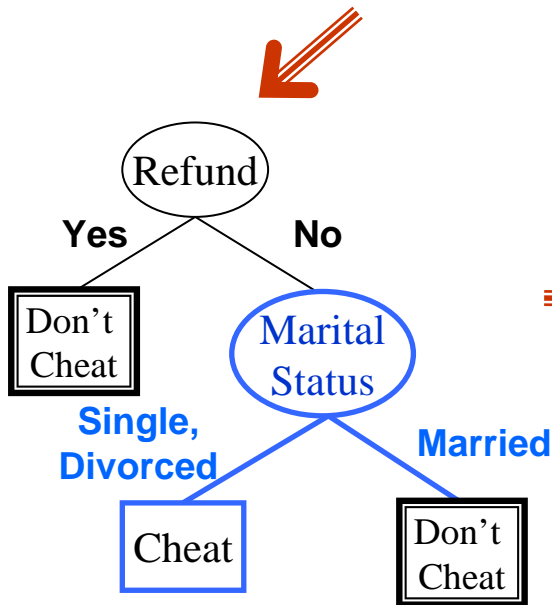 Refund
Yes
No
Don't
Cheat
Marital
Status
Single,
Divorced
Married
Cheat
Don't
Cheat